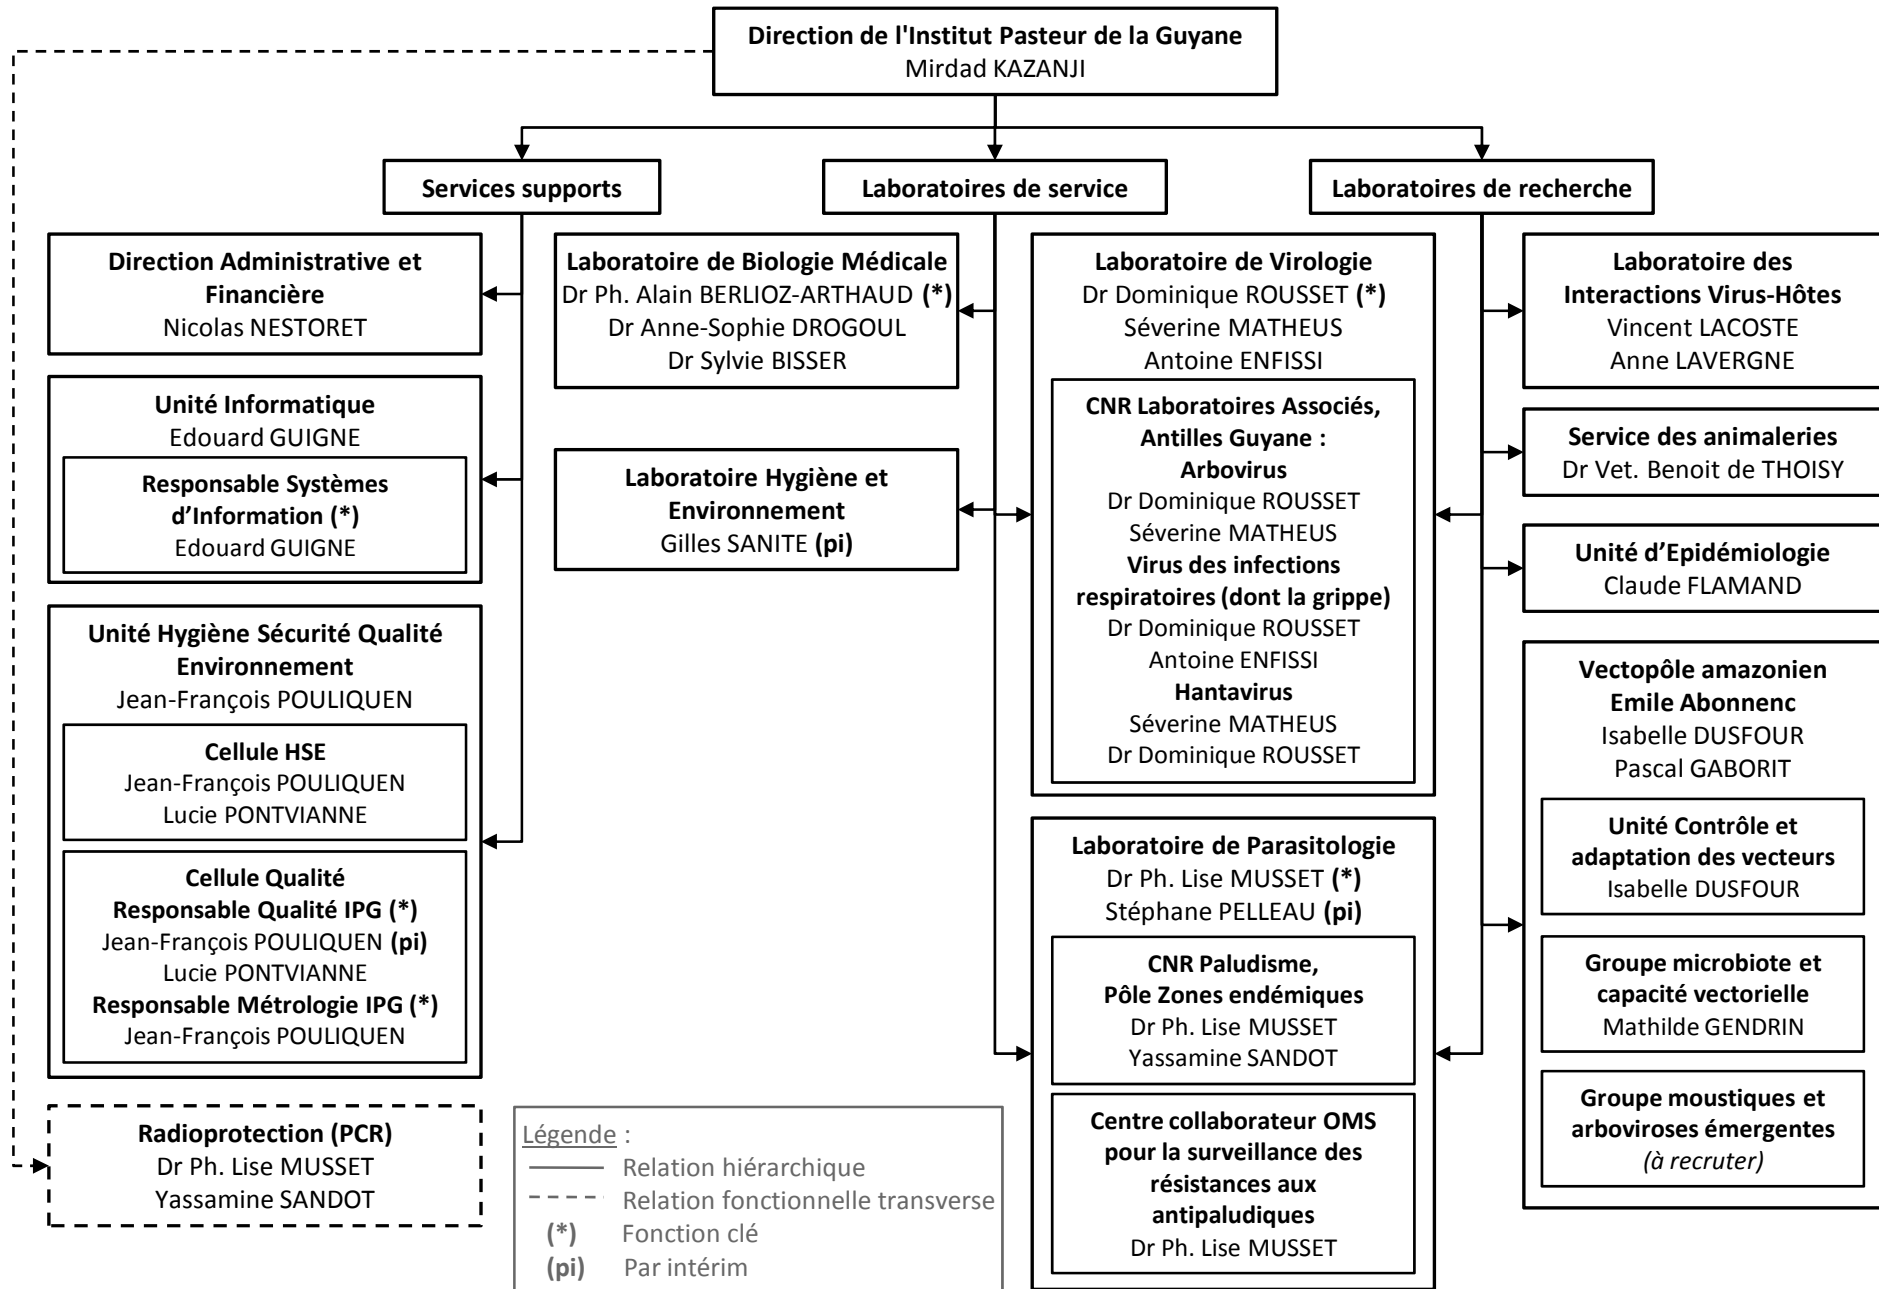 Direction de l'Institut Pasteur de la Guyane
Mirdad KAZANJI
Services supports
Laboratoires de service
Laboratoires de recherche
Direction Administrative et
Financière
Nicolas NESTORET
Unité Informatique
Edouard GUIGNE
Responsable Systèmes
d’Information (*)
Edouard GUIGNE
Unité Hygiène Sécurité Qualité
Environnement
Jean-François POULIQUEN
Cellule HSE
Jean-François POULIQUEN
Lucie PONTVIANNE
Cellule Qualité
Responsable Qualité IPG (*)
Jean-François POULIQUEN (pi)
Lucie PONTVIANNE
Responsable Métrologie IPG (*)
Jean-François POULIQUEN
Radioprotection (PCR)
Dr Ph. Lise MUSSET
Yassamine SANDOT
Laboratoire de Biologie Médicale
Dr Ph. Alain BERLIOZ-ARTHAUD (*)
Dr Anne-Sophie DROGOUL
Dr Sylvie BISSER
Laboratoire Hygiène et
Environnement
Gilles SANITE (pi)
Légende :
Relation hiérarchique
Relation fonctionnelle transverse
(*) Fonction clé
(pi) Par intérim
Laboratoire de Virologie
Dr Dominique ROUSSET (*)
Séverine MATHEUS
Antoine ENFISSI
CNR Laboratoires Associés,
Antilles Guyane :
Arbovirus
Dr Dominique ROUSSET
Séverine MATHEUS
Virus des infections
respiratoires (dont la grippe)
Dr Dominique ROUSSET
Antoine ENFISSI
Hantavirus
Séverine MATHEUS
Dr Dominique ROUSSET
Laboratoire de Parasitologie
Dr Ph. Lise MUSSET (*)
Stéphane PELLEAU (pi)
CNR Paludisme,
Pôle Zones endémiques
Dr Ph. Lise MUSSET
Yassamine SANDOT
Centre collaborateur OMS
pour la surveillance des
résistances aux
antipaludiques
Dr Ph. Lise MUSSET
Laboratoire des
Interactions Virus-Hôtes
Vincent LACOSTE
Anne LAVERGNE
Service des animaleries
Dr Vet. Benoit de THOISY
Unité d’Epidémiologie
Claude FLAMAND
Vectopôle amazonien
Emile Abonnenc
Isabelle DUSFOUR
Pascal GABORIT
Unité Contrôle et
adaptation des vecteurs
Isabelle DUSFOUR
Groupe microbiote et
capacité vectorielle
Mathilde GENDRIN
Groupe moustiques et
arboviroses émergentes
(à recruter)